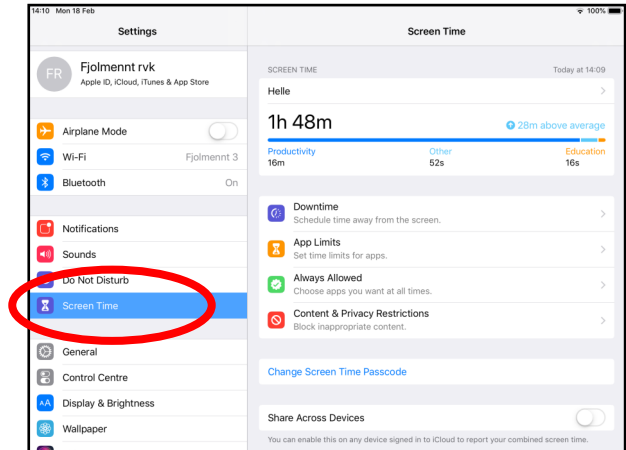 14:10 Mon 18 Feb
100%
Settings
FR
Fjolmennt rvk
Apple ID, iCloud, iTunes & App Store
Airplane Mode
Wi-Fi Fjolmennt 3
Bluetooth On
Notifications
Sounds
Do Not Disturb
Screen Time
General
Control Centre
AA Display & Brightness
Wallpaper
Screen Time
SCREEN TIME Today at 14:09
Helle
1h 48m 28m above average
Productivity Other Education
16m 52s 16s
Downtime
Schedule time away from the screen.
App Limits
Set time limits for apps.
Always Allowed
Choose apps you want at all times.
Content & Privacy Restrictions
Block inappropriate content.
Change Screen Time Passcode
Share Across Devices
You can enable this on any device signed in to iCloud to report your combined screen time.